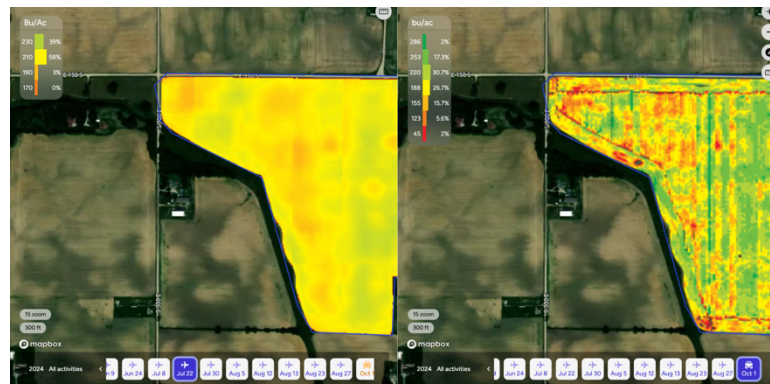 Bu/Ac
230 39%
210 58%
190 3%
170 0%
E-150-S
15 zoom
300 ft
mapbox
2024 All activities
n 9
Jun 24
Jul 8
Jul 22
Jul 30
Aug 5
Aug 12
Aug 13
Aug 23
Aug 27
Oct 1
bu/ac
286 2%
253 17.3%
220 30.7%
188 26.7%
155 15.7%
123 5.6%
45 2%
E-150-S
15 zoom
300 ft
mapbox
2024 All activities
Jun 24
Jul 8
Jul 22
Jul 30
Aug 5
Aug 12
Aug 13
Aug 23
Aug 27
Oct 1